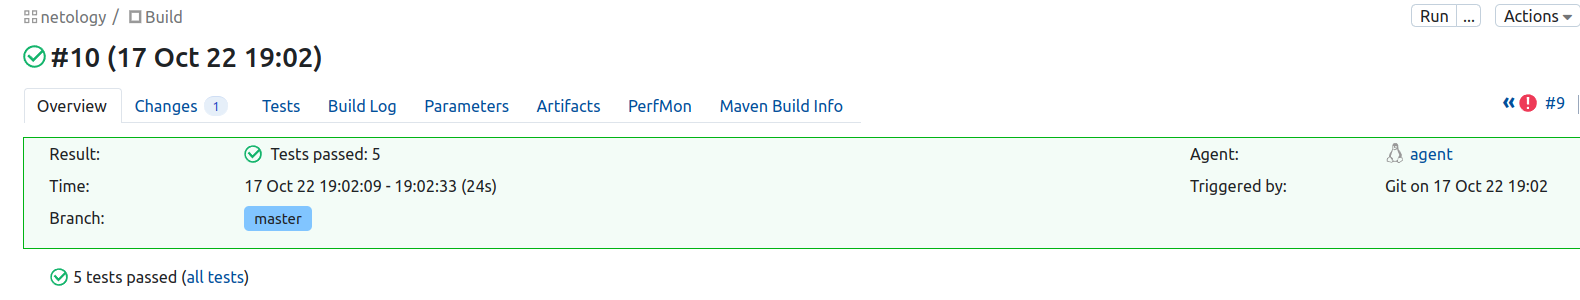 netology / Build
Run ... Actions
#10 (17 Oct 22 19:02)
Overview Changes 1 Tests Build Log Parameters Artifacts PerfMon Maven Build Info
« #9
Result: Tests passed: 5
Agent: agent
Time: 17 Oct 22 19:02:09 - 19:02:33 (24s)
Triggered by: Git on 17 Oct 22 19:02
Branch: master
5 tests passed (all tests)